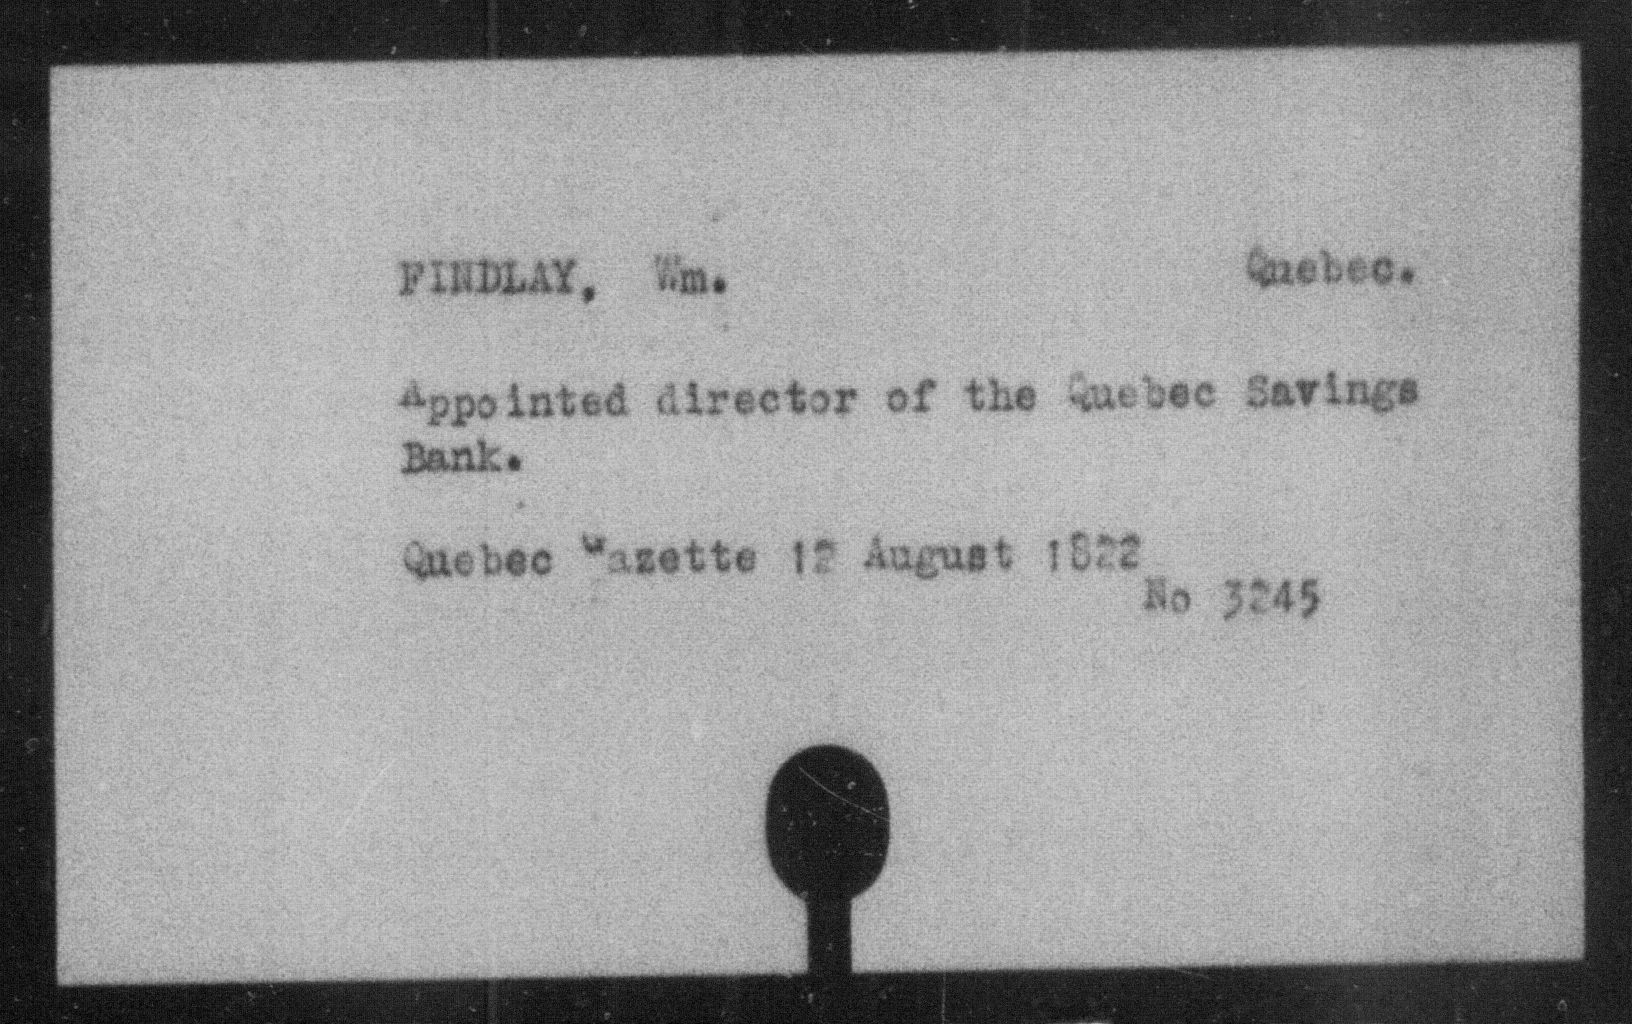 FINDLAY, Wm. Quebec.
Appointed director of the Quebec Savings
Bank.
Quebec Gazette 12 August 1822
No 3245